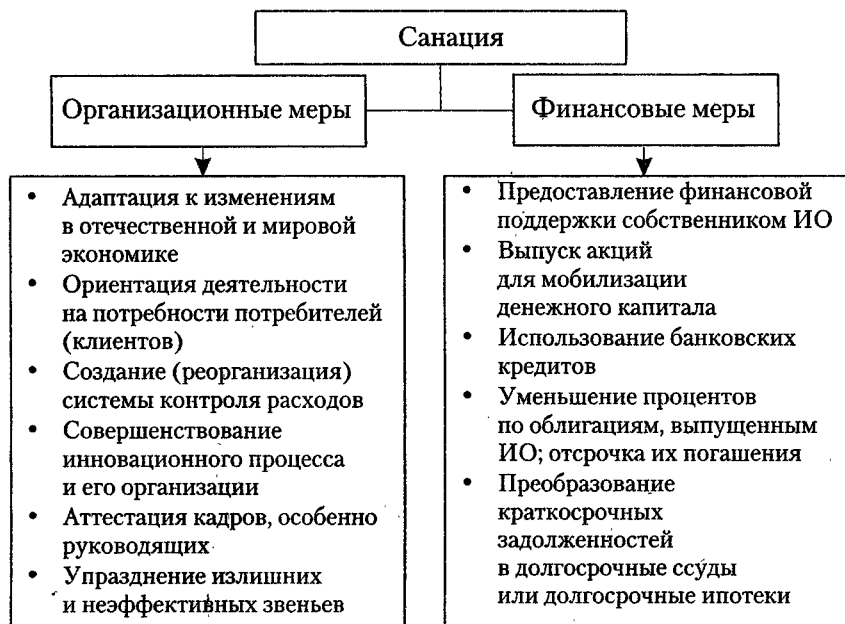 Санация
Организационные меры
Финансовые меры
• Адаптация к изменениям
в отечественной и мировой
экономике
• Ориентация деятельности
на потребности потребителей
(клиентов)
• Создание (реорганизация)
системы контроля расходов
• Совершенствование
инновационного процесса
и его организации
• Аттестация кадров, особенно
руководящих
• Упразднение излишних
и неэффективных звеньев
• Предоставление финансовой
поддержки собственником ИО
• Выпуск акций
для мобилизации
денежного капитала
• Использование банковских
кредитов
• Уменьшение процентов
по облигациям, выпущенным
ИО; отсрочка их погашения
• Преобразование
краткосрочных
задолженностей
в долгосрочные ссуды
или долгосрочные ипотеки